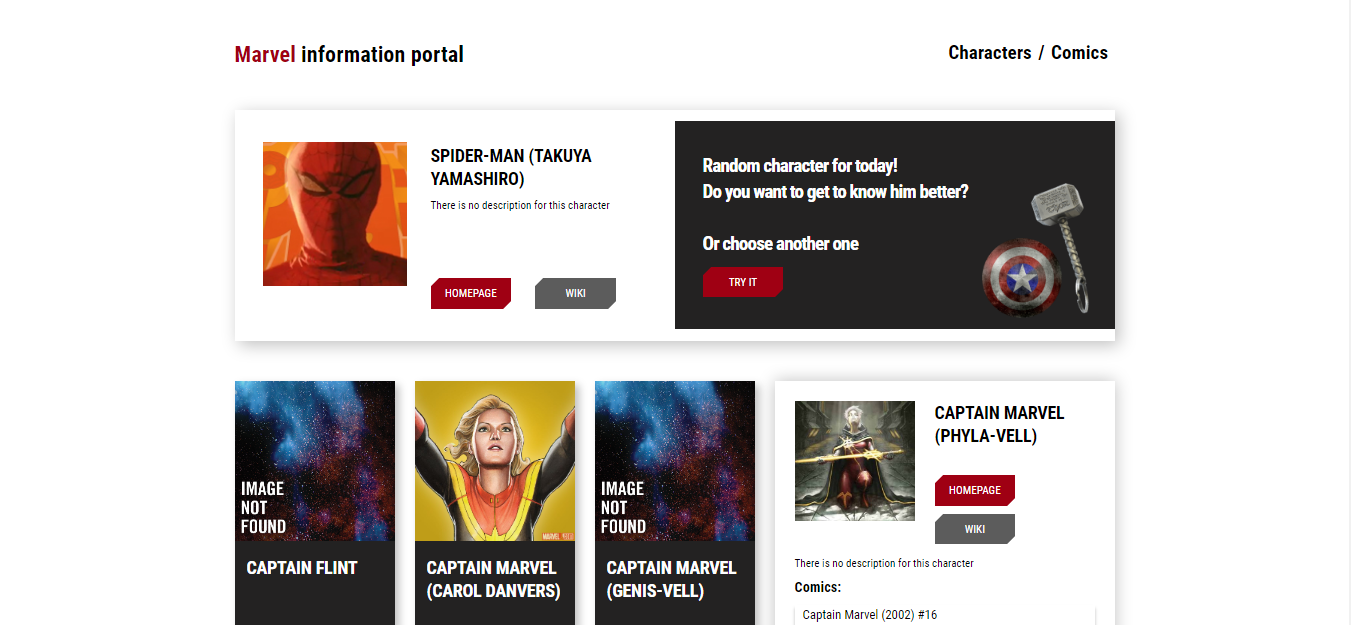 Marvel information portal
Characters / Comics
SPIDER-MAN (TAKUYA
YAMASHIRO)
There is no description for this character
HOMEPAGE
WIKI
Random character for today!
Do you want to get to know him better?
Or choose another one
TRY IT
IMAGE
NOT
FOUND
CAPTAIN FLINT
CAPTAIN MARVEL
(CAROL DANVERS)
IMAGE
NOT
FOUND
CAPTAIN MARVEL
(GENIS-VELL)
CAPTAIN MARVEL
(PHYLA-VELL)
HOMEPAGE
WIKI
There is no description for this character
Comics:
Captain Marvel (2002) #16